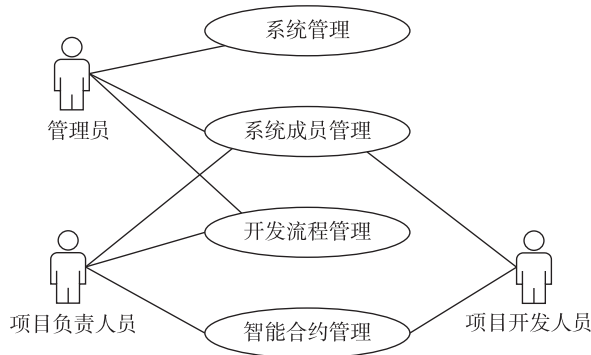 系统管理
管理员
系统成员管理
开发流程管理
项目负责人员
项目开发人员
智能合约管理